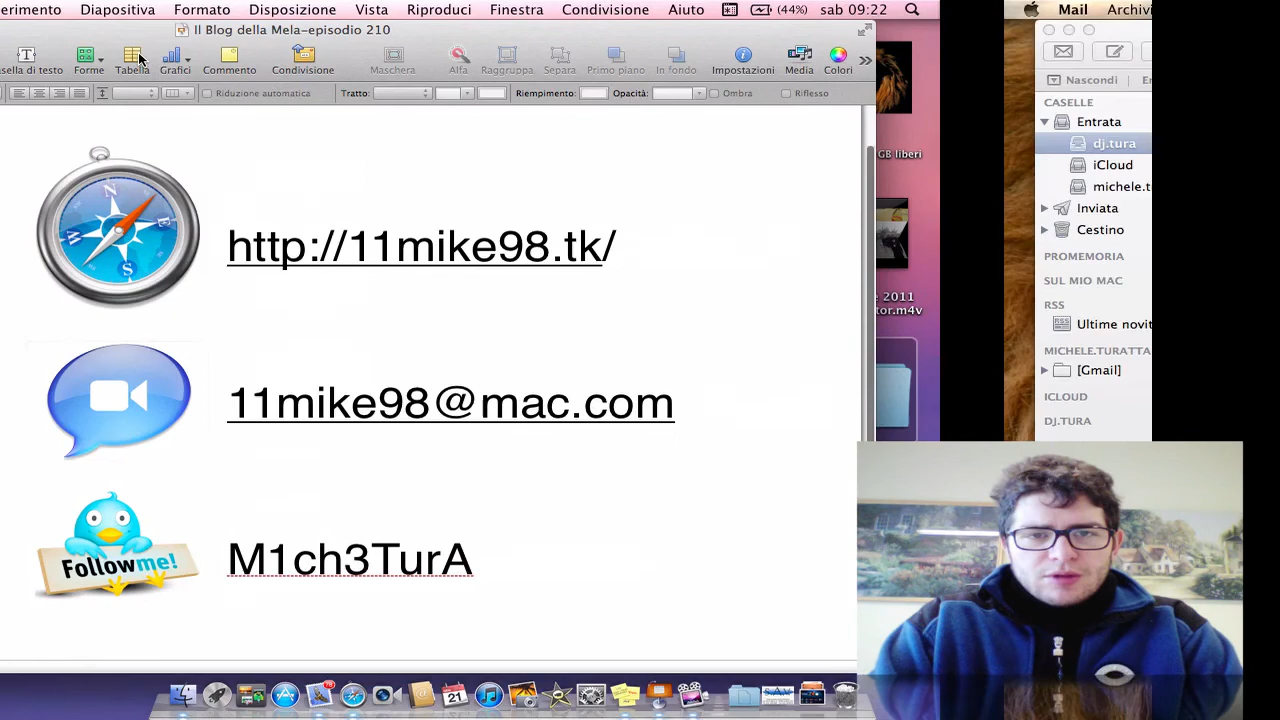 erimento Diapositiva Formato Disposizione Vista Riproduci Finestra Condivisione Aiuto (44%) sab 09:22 Mail Archivi
Il Blog della Mela-episodio 210
asella di testo Forme Tabella Grafici Commento Condivisione Maschera Alfa Raggruppa Separa Primo piano In fondo Impostazioni Media Colori
Riduzione automatica Tratto: Riempimento: Opacità: Ombra Riflesso
Nascondi
CASELLE
Entrata
dj.tura
iCloud
michele.t
Inviata
Cestino
PROMEMORIA
SUL MIO MAC
RSS
Ultime novit
MICHELE.TURATTA
[Gmail]
ICLOUD
DJ.TURA
GB liberi
2011
tor.m4v
N
E
S
W
http://11mike98.tk/
11mike98@mac.com
Followme!
M1ch3TurA
21